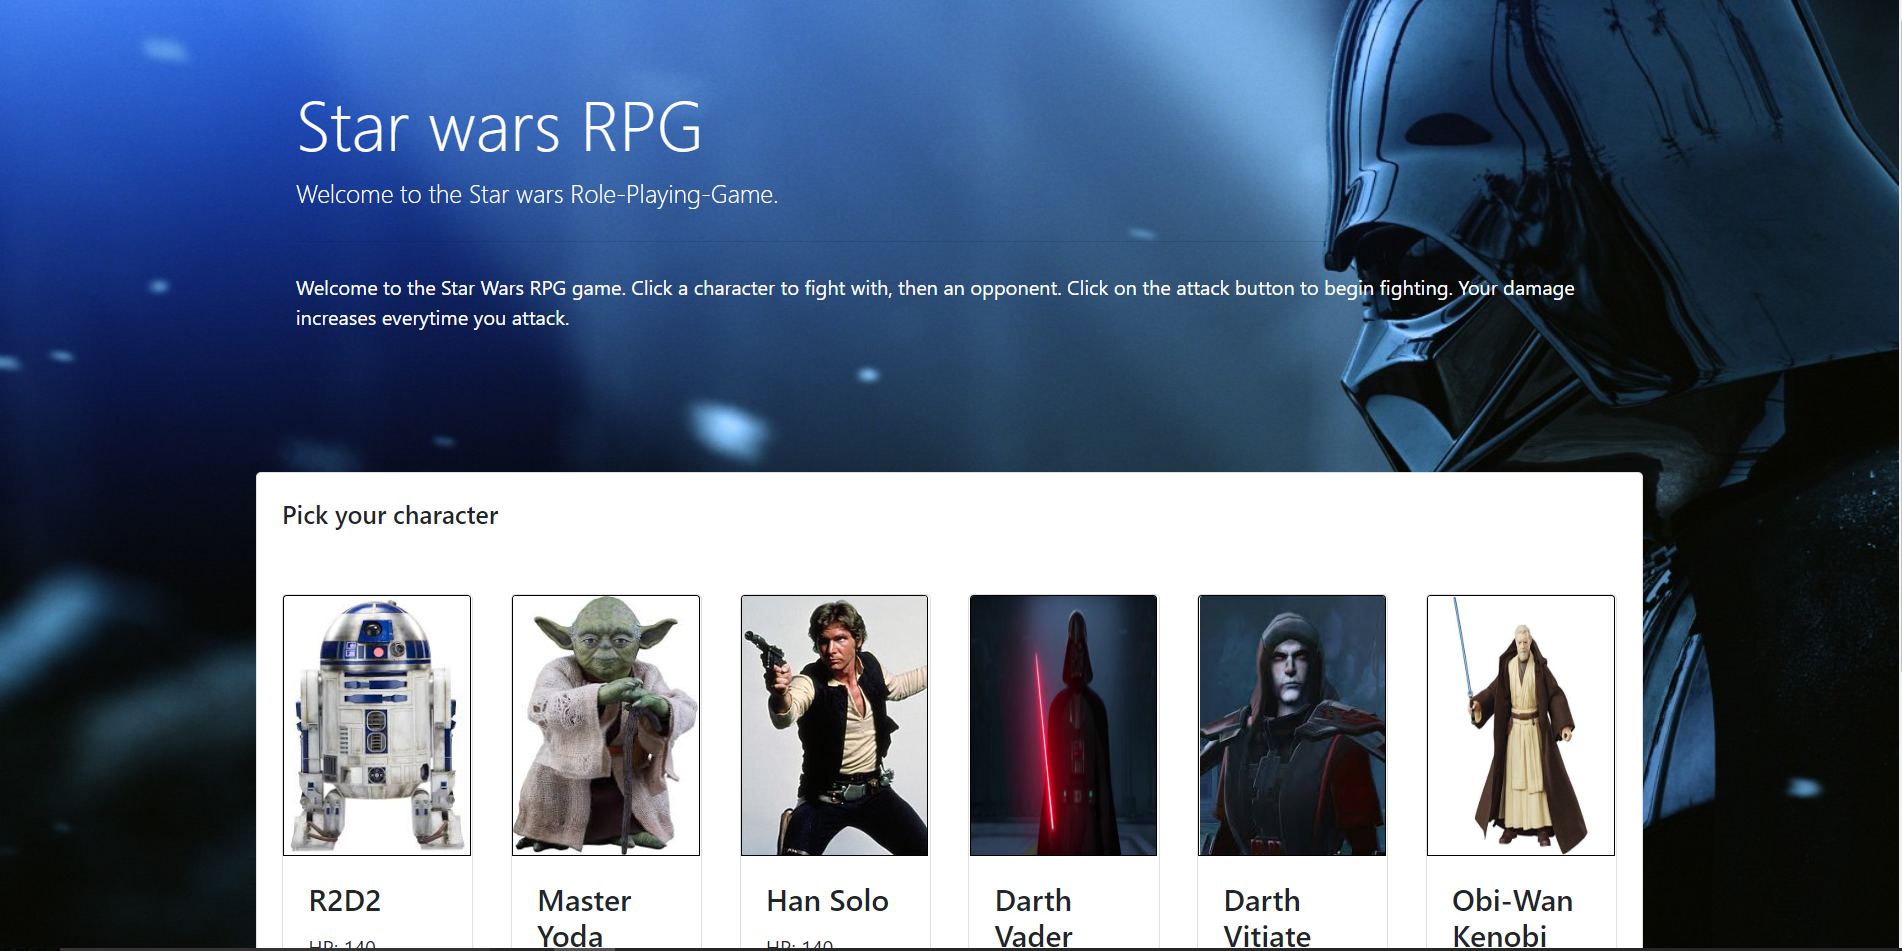 Star wars RPG
Welcome to the Star wars Role-Playing-Game.
Welcome to the Star Wars RPG game. Click a character to fight with, then an opponent. Click on the attack button to begin fighting. Your damage
increases everytime you attack.
Pick your character
R2D2
HP: 140
Master
Yoda
Han Solo
HP: 140
Darth
Vader
Darth
Vitiate
Obi-Wan
Kenobi